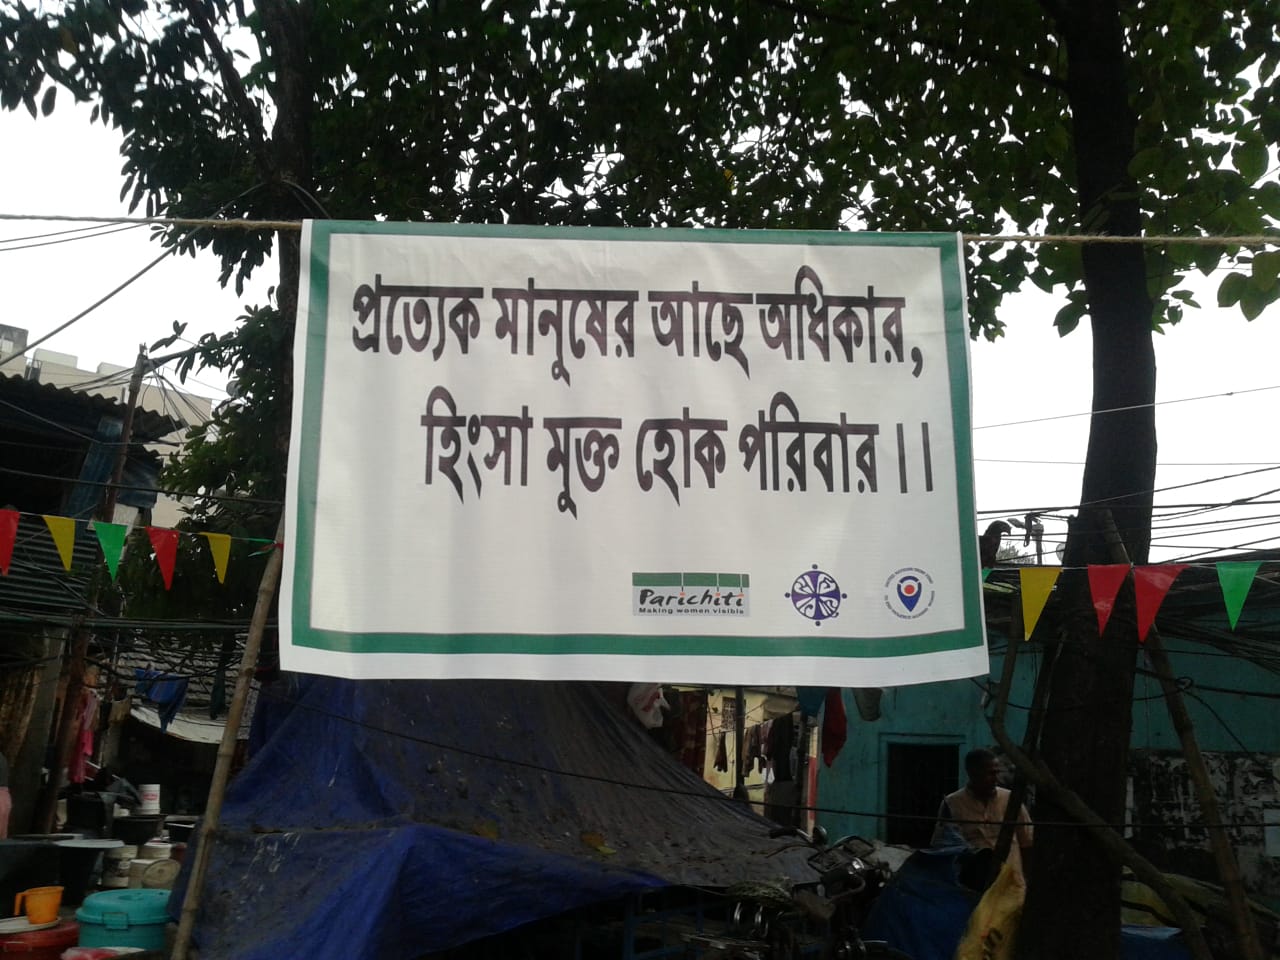 প্রত্যেক মানুষের আছে অধিকার,
হিংসা মুক্ত হোক পরিবার ।।
Parichiti
Making women visible